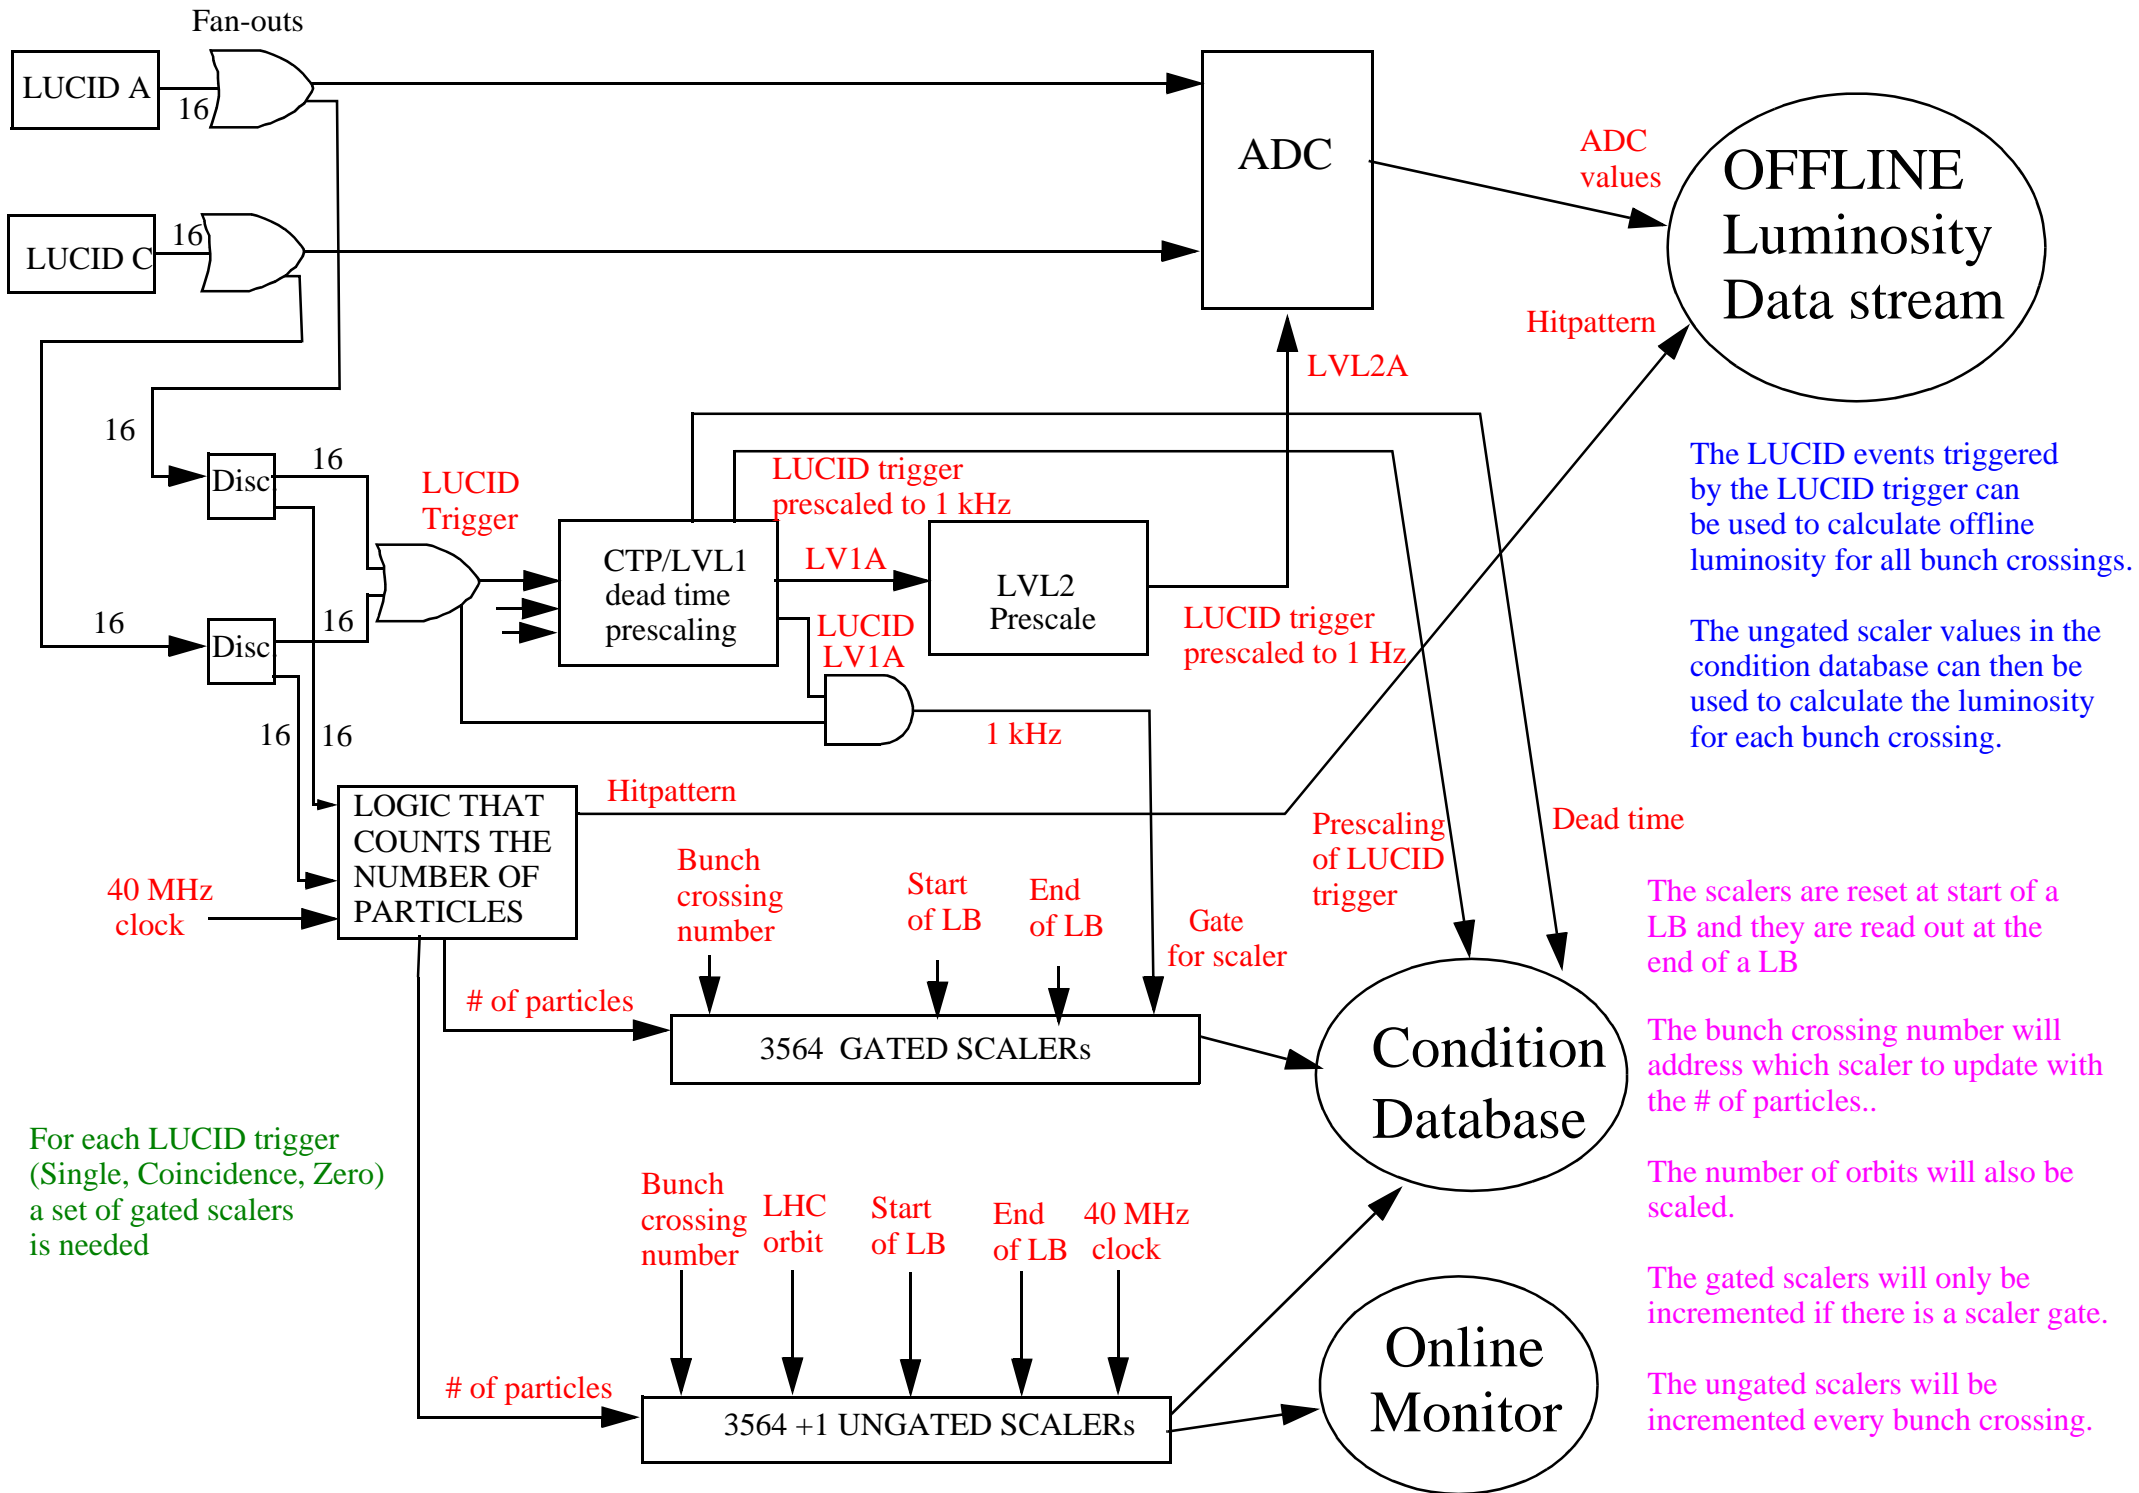 Fan-outs
LUCID A
16
LUCID C
16
ADC
ADC
values
OFFLINE
Luminosity
Data stream
Hitpattern
LVL2A
16
Disc.
16
LUCID
Trigger
LUCID trigger
prescaled to 1 kHz
CTP/LVL1
dead time
prescaling
LV1A
LVL2
Prescale
LUCID
LV1A
LUCID trigger
prescaled to 1 Hz
16
Disc.
16
16
16
1 kHz
The LUCID events triggered
by the LUCID trigger can
be used to calculate offline
luminosity for all bunch crossings.
The ungated scaler values in the
condition database can then be
used to calculate the luminosity
for each bunch crossing.
LOGIC THAT
COUNTS THE
NUMBER OF
PARTICLES
Hitpattern
40 MHz
clock
Bunch
crossing
number
Start
of LB
End
of LB
Gate
for scaler
Prescaling
of LUCID
trigger
Dead time
# of particles
3564 GATED SCALERs
Condition
Database
The scalers are reset at start of a
LB and they are read out at the
end of a LB
The bunch crossing number will
address which scaler to update with
the # of particles..
The number of orbits will also be
scaled.
The gated scalers will only be
incremented if there is a scaler gate.
The ungated scalers will be
incremented every bunch crossing.
For each LUCID trigger
(Single, Coincidence, Zero)
a set of gated scalers
is needed
Bunch
crossing
number
LHC
orbit
Start
of LB
End
of LB
40 MHz
clock
# of particles
3564 +1 UNGATED SCALERs
Online
Monitor